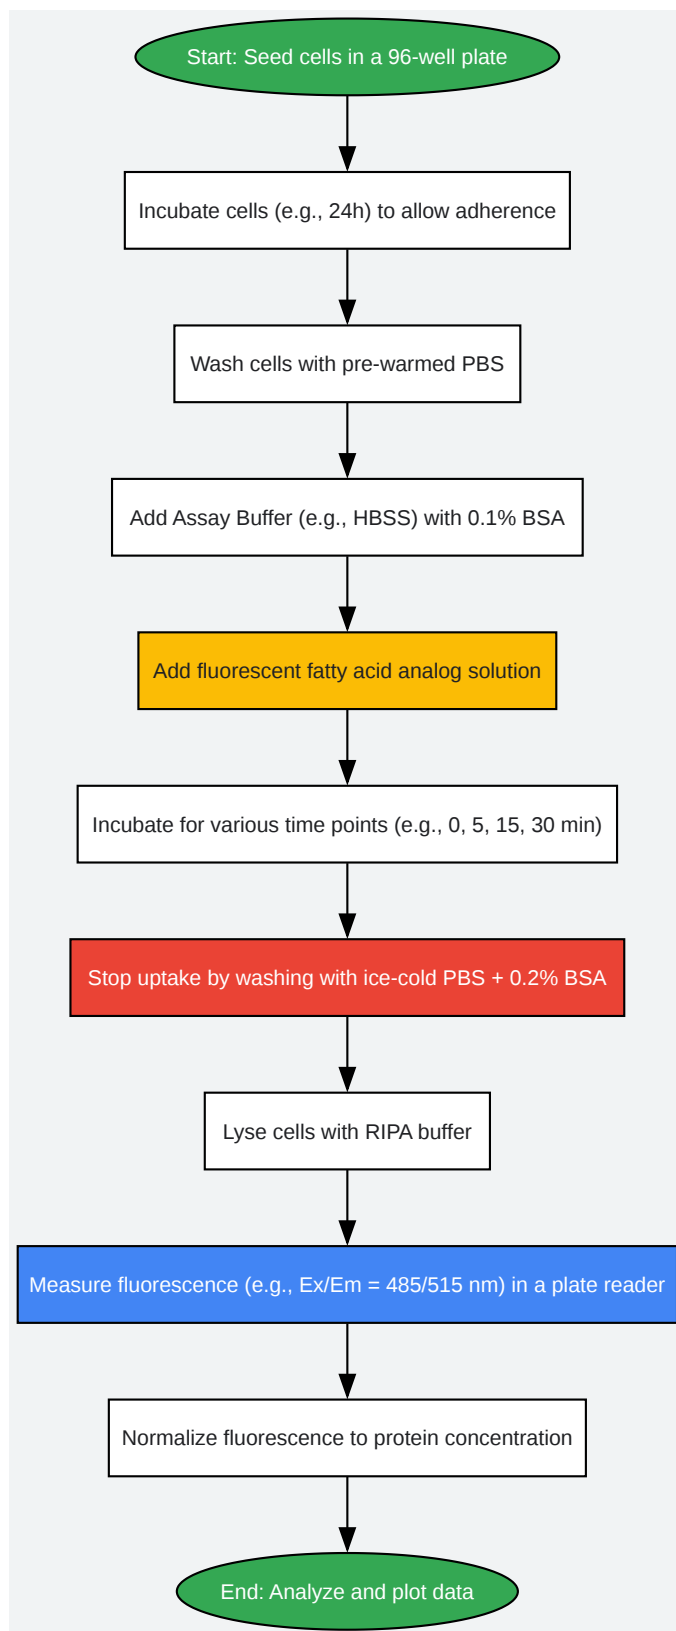 Start: Seed cells in a 96-well plate
Incubate cells (e.g., 24h) to allow adherence
Wash cells with pre-warmed PBS
Add Assay Buffer (e.g., HBSS) with 0.1% BSA
Add fluorescent fatty acid analog solution
Incubate for various time points (e.g., 0, 5, 15, 30 min)
Stop uptake by washing with ice-cold PBS + 0.2% BSA
Lyse cells with RIPA buffer
Measure fluorescence (e.g., Ex/Em = 485/515 nm) in a plate reader
Normalize fluorescence to protein concentration
End: Analyze and plot data